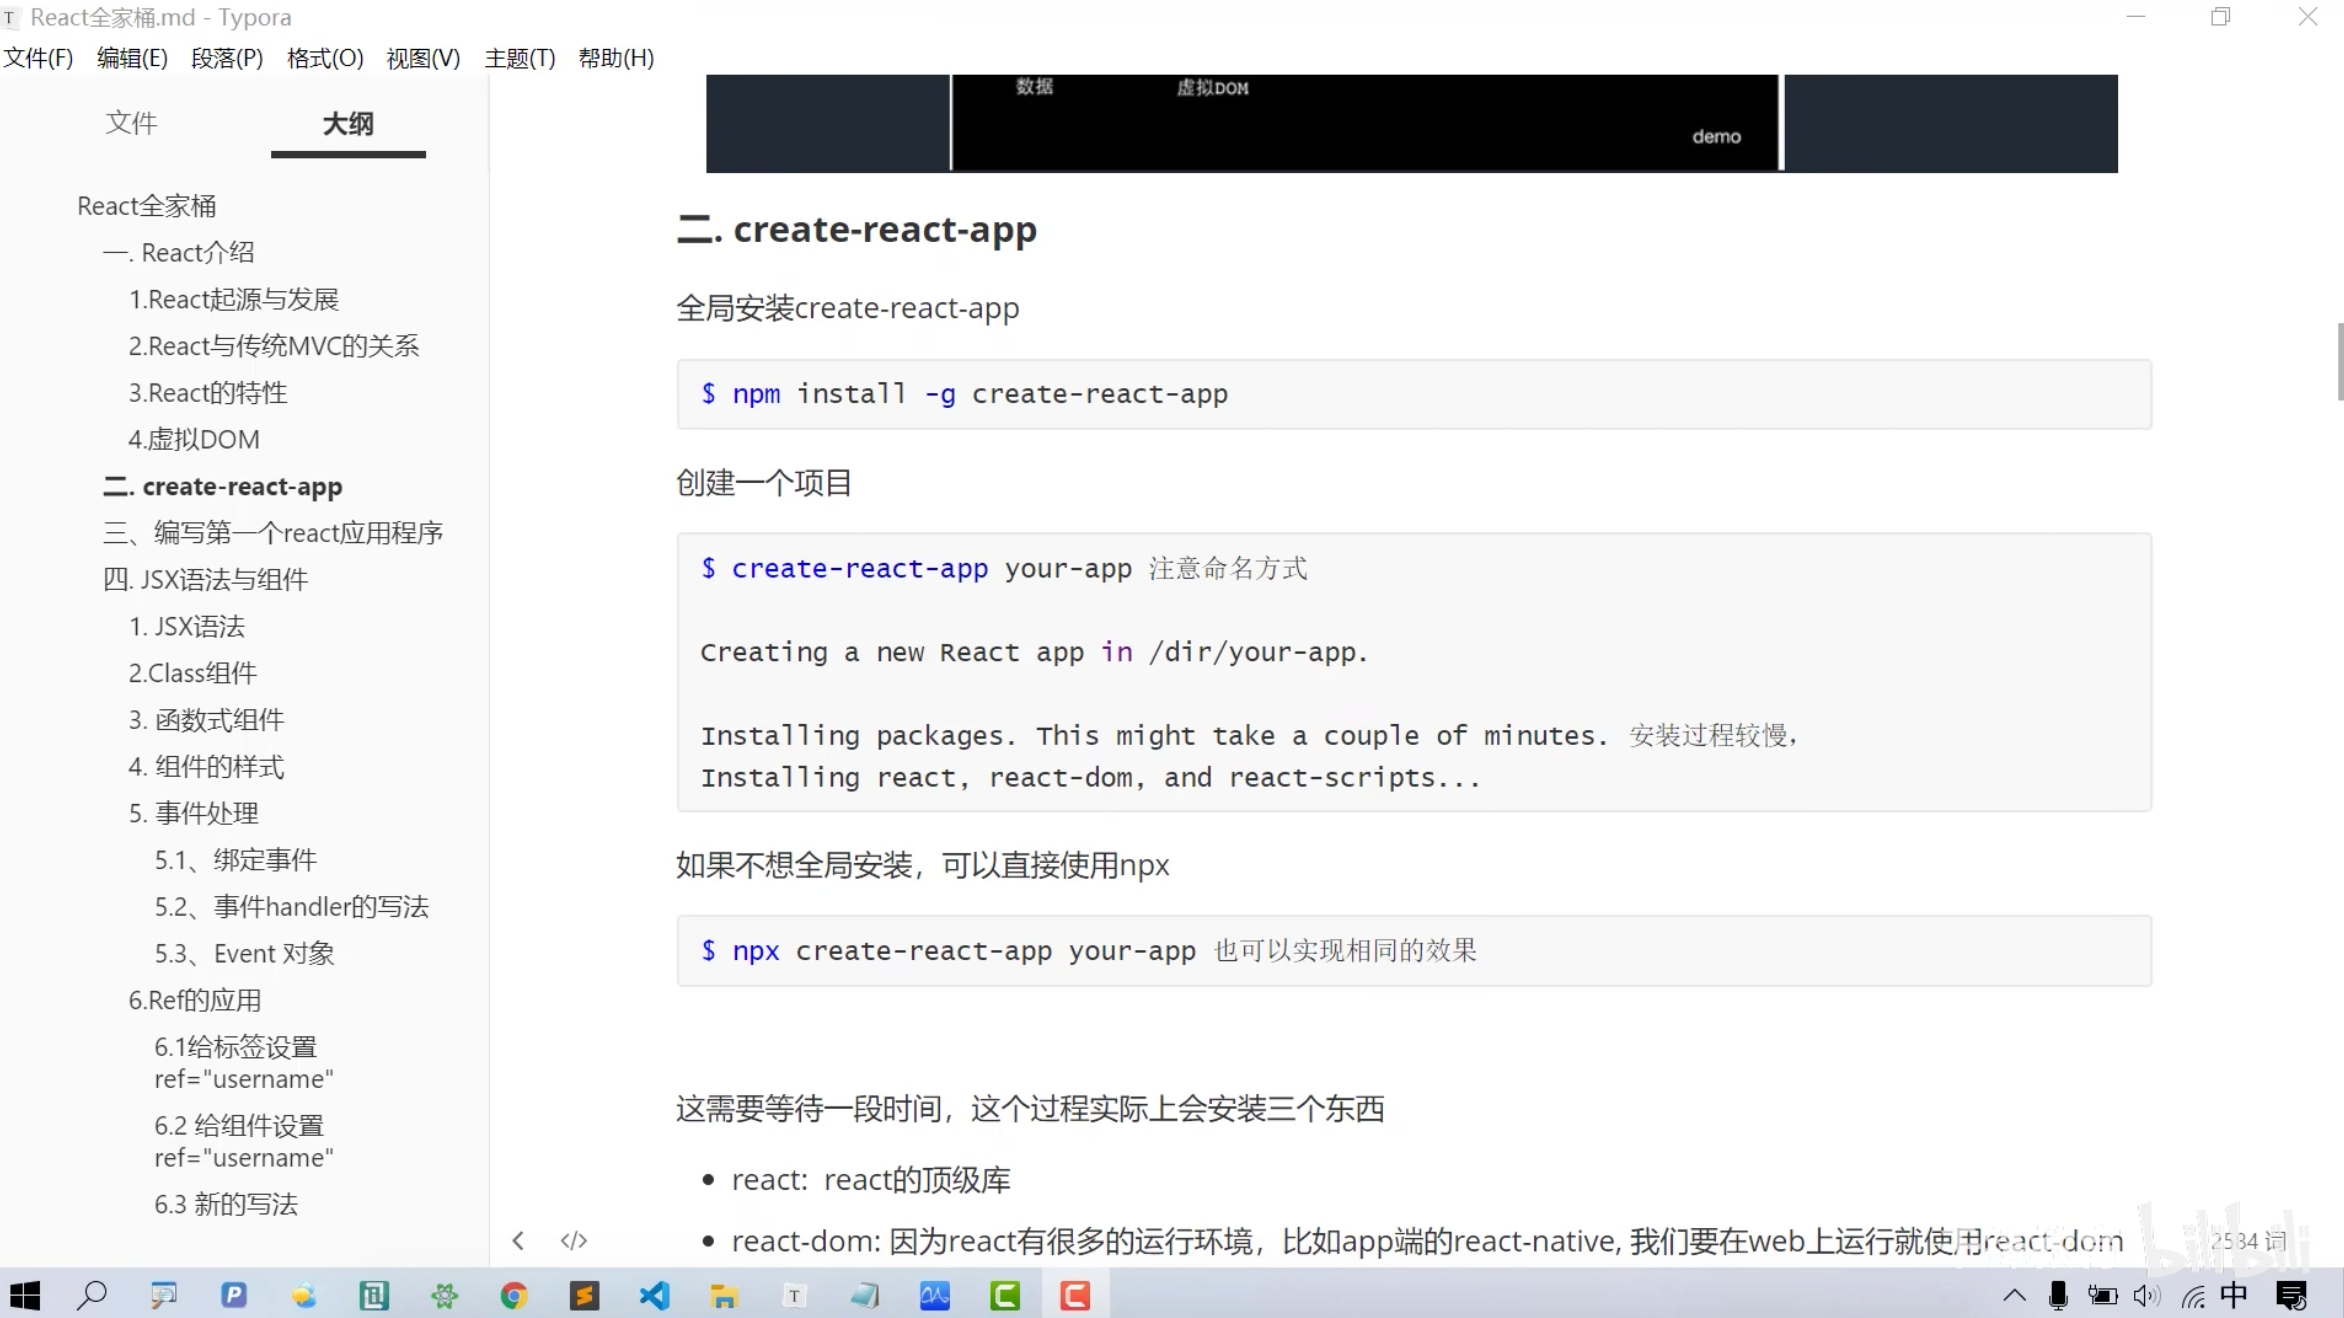 React全家桶.md - Typora
文件(F) 编辑(E) 段落(P) 格式(O) 视图(V) 主题(T) 帮助(H)
文件 大纲
React全家桶
一. React介绍
1.React起源与发展
2.React与传统MVC的关系
3.React的特性
4.虚拟DOM
二. create-react-app
三、编写第一个react应用程序
四. JSX语法与组件
1. JSX语法
2.Class组件
3. 函数式组件
4. 组件的样式
5. 事件处理
5.1、绑定事件
5.2、事件handler的写法
5.3、Event 对象
6.Ref的应用
6.1给标签设置
ref="username"
6.2 给组件设置
ref="username"
6.3 新的写法
数据 虚拟DOM
demo
二. create-react-app
全局安装create-react-app
$ npm install -g create-react-app
创建一个项目
$ create-react-app your-app 注意命名方式
Creating a new React app in /dir/your-app.
Installing packages. This might take a couple of minutes. 安装过程较慢，
Installing react, react-dom, and react-scripts...
如果不想全局安装，可以直接使用npx
$ npx create-react-app your-app 也可以实现相同的效果
这需要等待一段时间，这个过程实际上会安装三个东西
react: react的顶级库
react-dom: 因为react有很多的运行环境，比如app端的react-native, 我们要在web上运行就使用react-dom
2534 词
bilibili
中